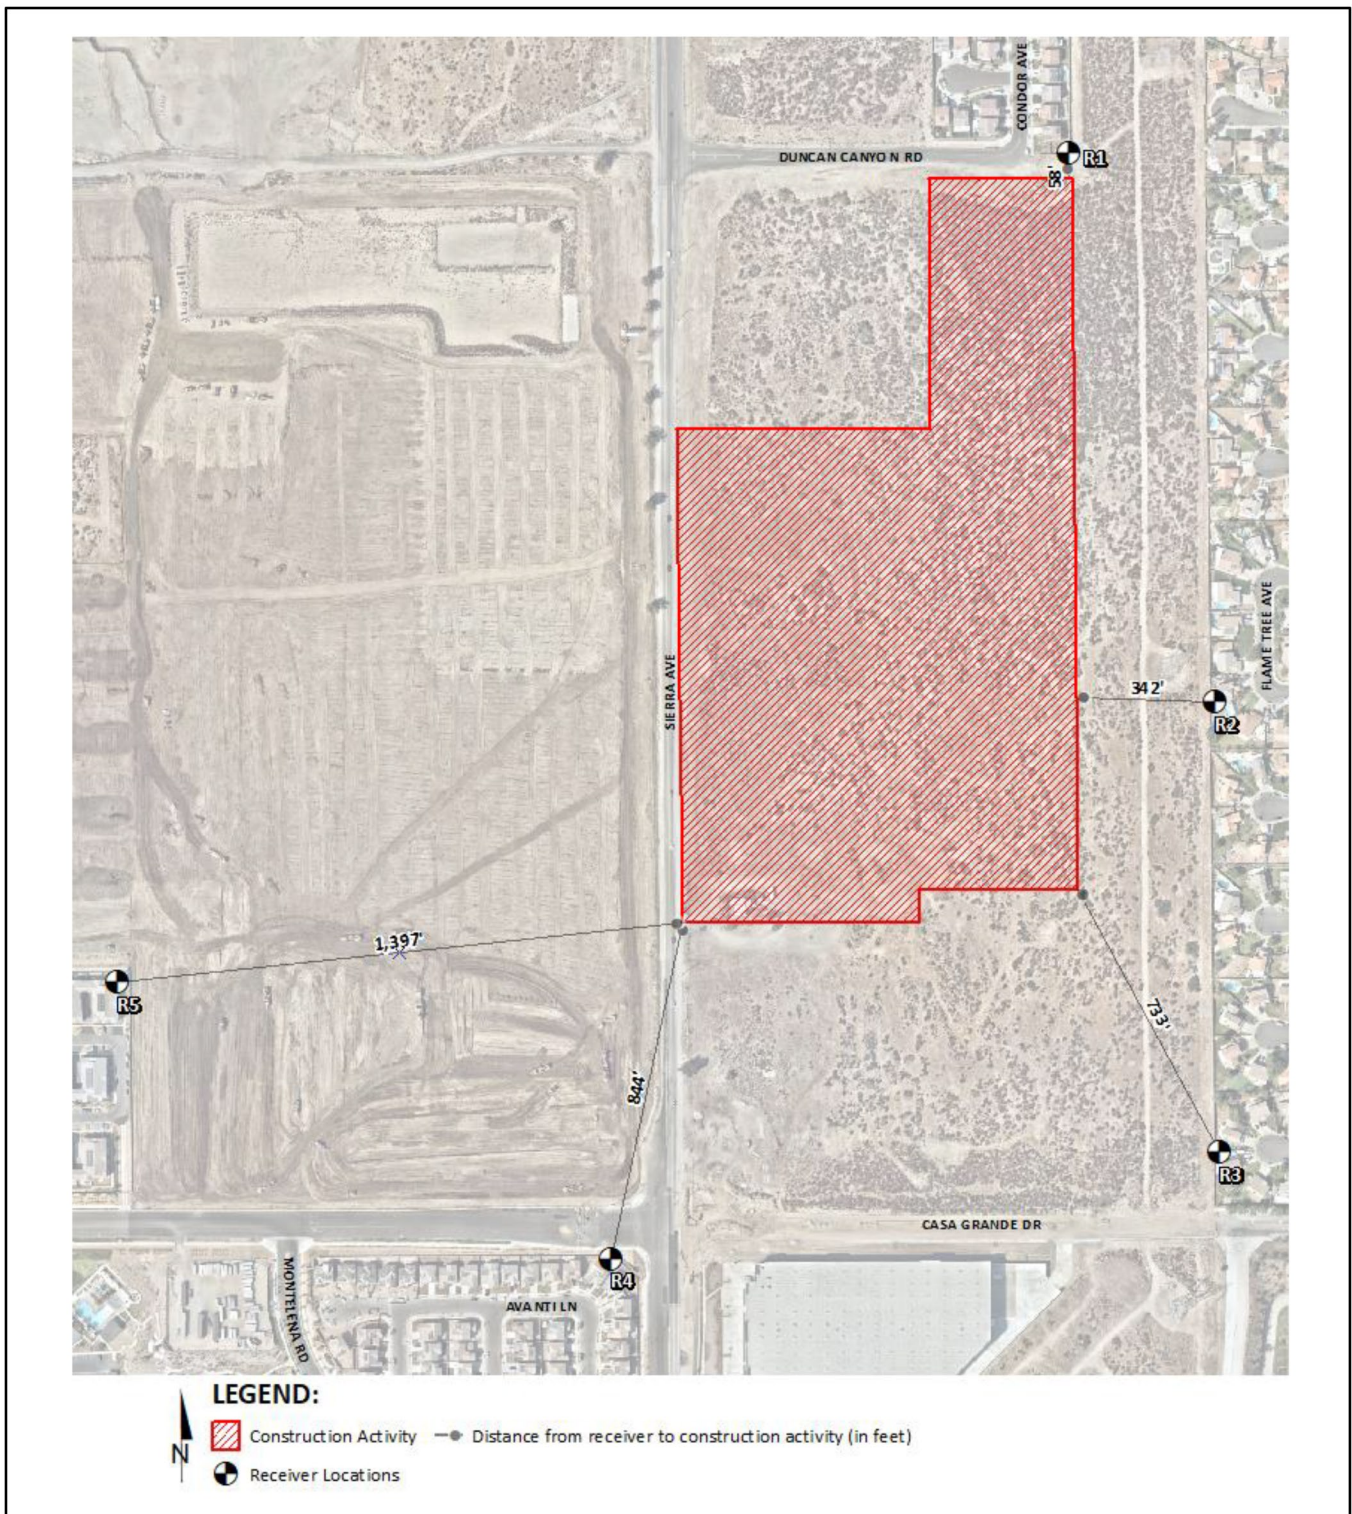 CONDOR AVE
DUNCAN CANYON RD
R1
58'
FLAME TREE AVE
SIERRA AVE
342'
R2
1,397'
R5
733'
844'
R3
CASA GRANDE DR
R4
MONTELENA RD
AVANTI LN
LEGEND:
Construction Activity
Distance from receiver to construction activity (in feet)
N
Receiver Locations